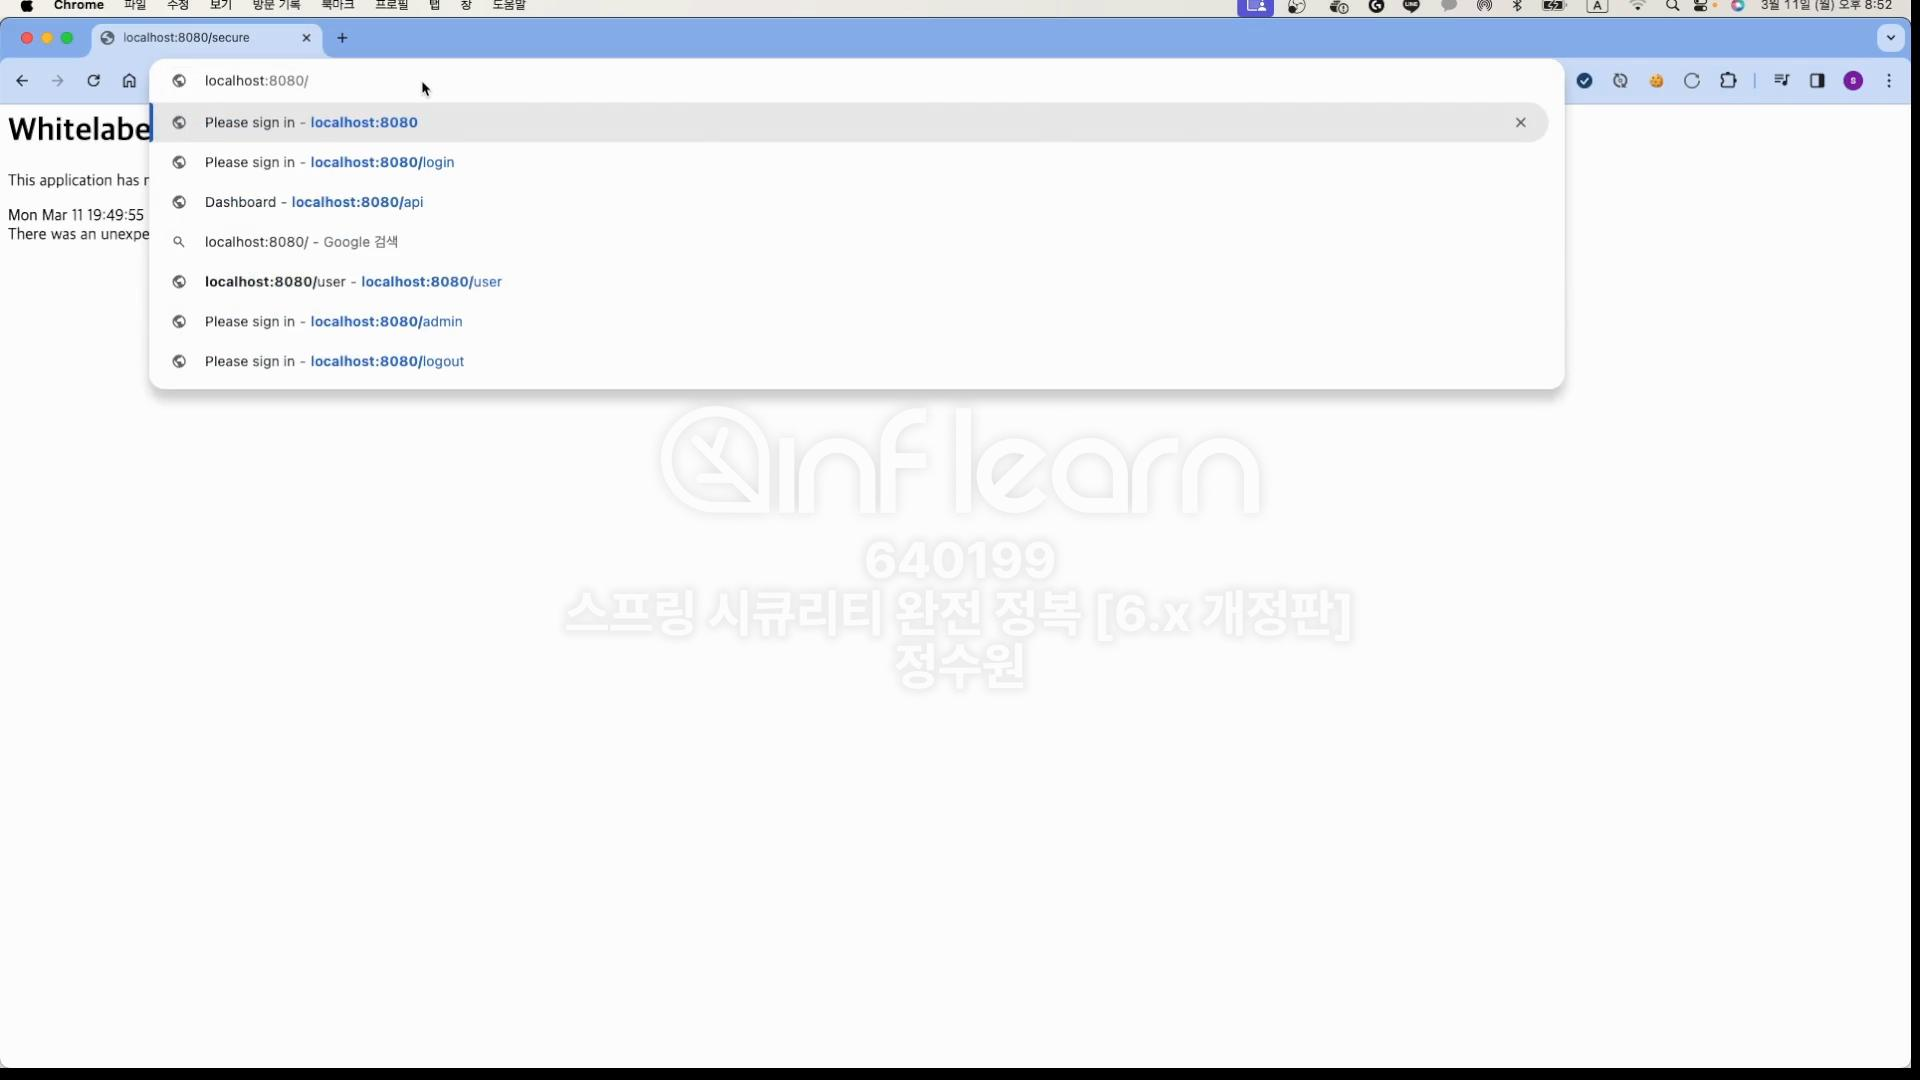 Chrome 파일 수정 보기 방문 기록 북마크 프로필 탭 창 도움말 A 3월 11일 (월) 오후 8:52
localhost:8080/secure
localhost:8080/
S
Please sign in - localhost:8080
Please sign in - localhost:8080/login
Dashboard - localhost:8080/api
localhost:8080/ - Google 검색
localhost:8080/user - localhost:8080/user
Please sign in - localhost:8080/admin
Please sign in - localhost:8080/logout
Whitelabe
This application has
Mon Mar 11 19:49:55
There was an unexpe
inflearn
640199
스프링 시큐리티 완전 정복 [6.x 개정판]
정수원